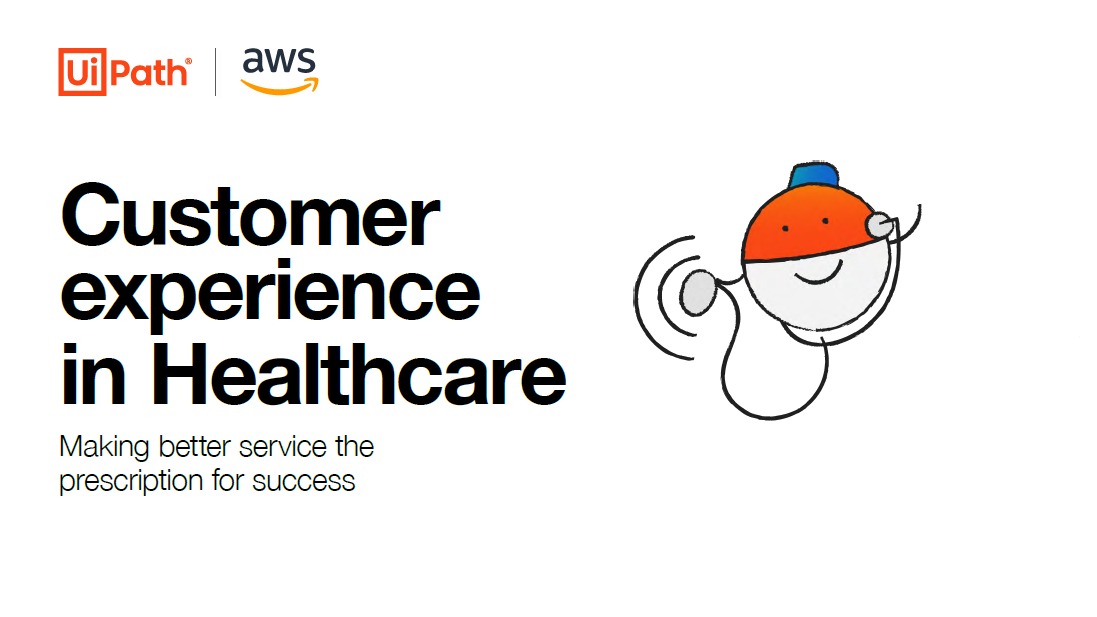 UiPath®
aws
Customer
experience
in Healthcare
Making better service the
prescription for success